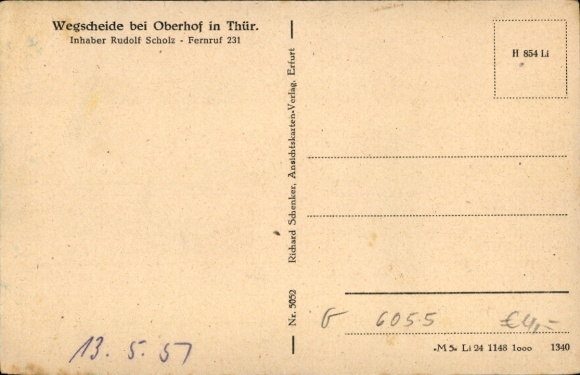 Wegscheide bei Oberhof in Thür.
Inhaber Rudolf Scholz - Fernruf 231
H 854 Li
Nr. 5052 Richard Schenker, Ansichtskarten-Verlag, Erfurt
6055 €4,-
13. 5. 51
-M 5- Li 24 1148 1000 1340